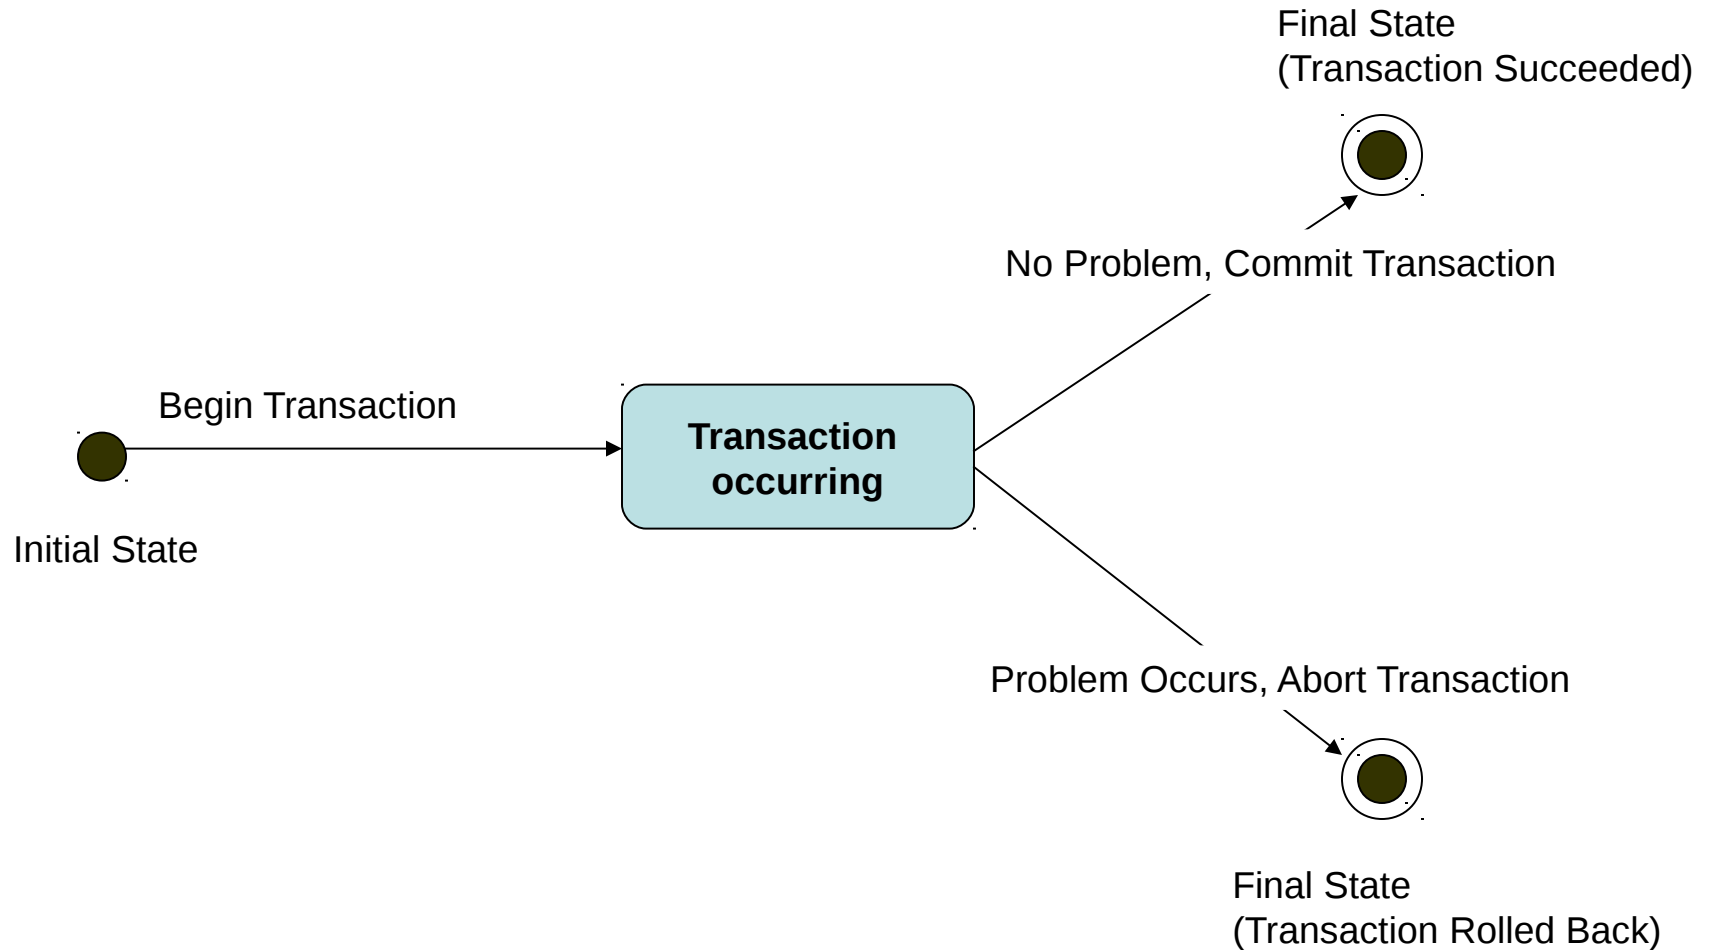 Final State
(Transaction Succeeded)
No Problem, Commit Transaction
Begin Transaction
Transaction
occurring
Initial State
Problem Occurs, Abort Transaction
Final State
(Transaction Rolled Back)